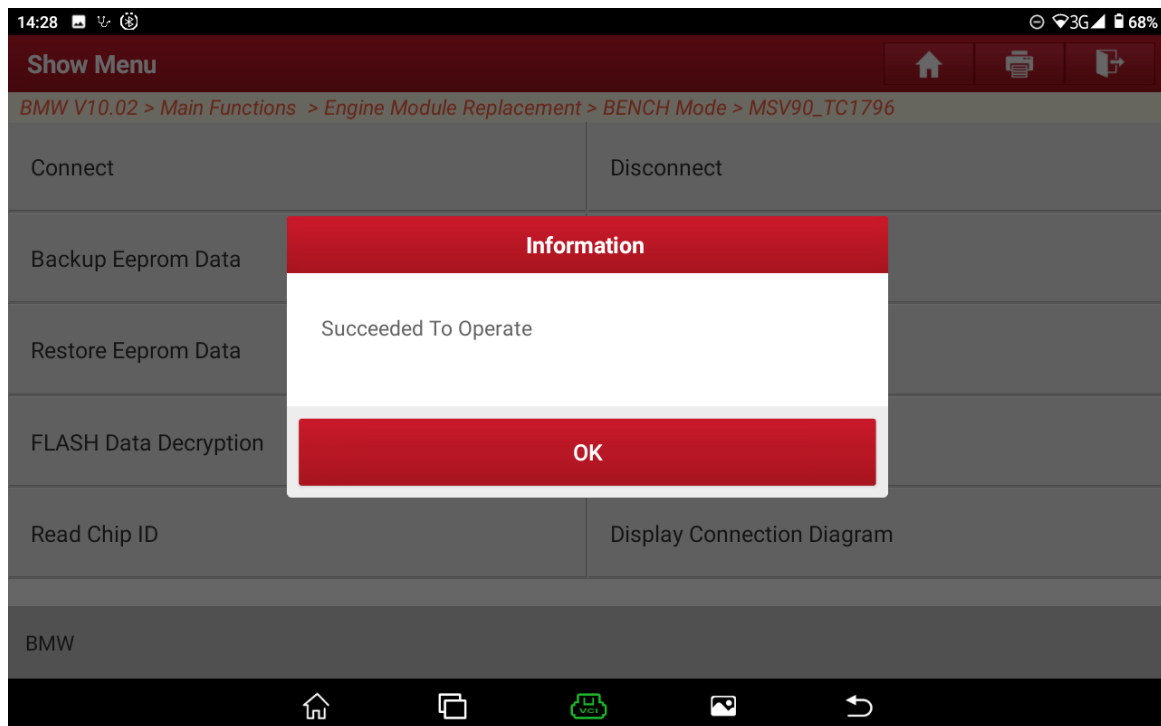 14:28 3G 68%
Show Menu
BMW V10.02 > Main Functions > Engine Module Replacement > BENCH Mode > MSV90_TC1796
Connect Disconnect
Backup Eeprom Data
Information
Succeeded To Operate
Restore Eeprom Data
FLASH Data Decryption
OK
Read Chip ID Display Connection Diagram
BMW
VCI